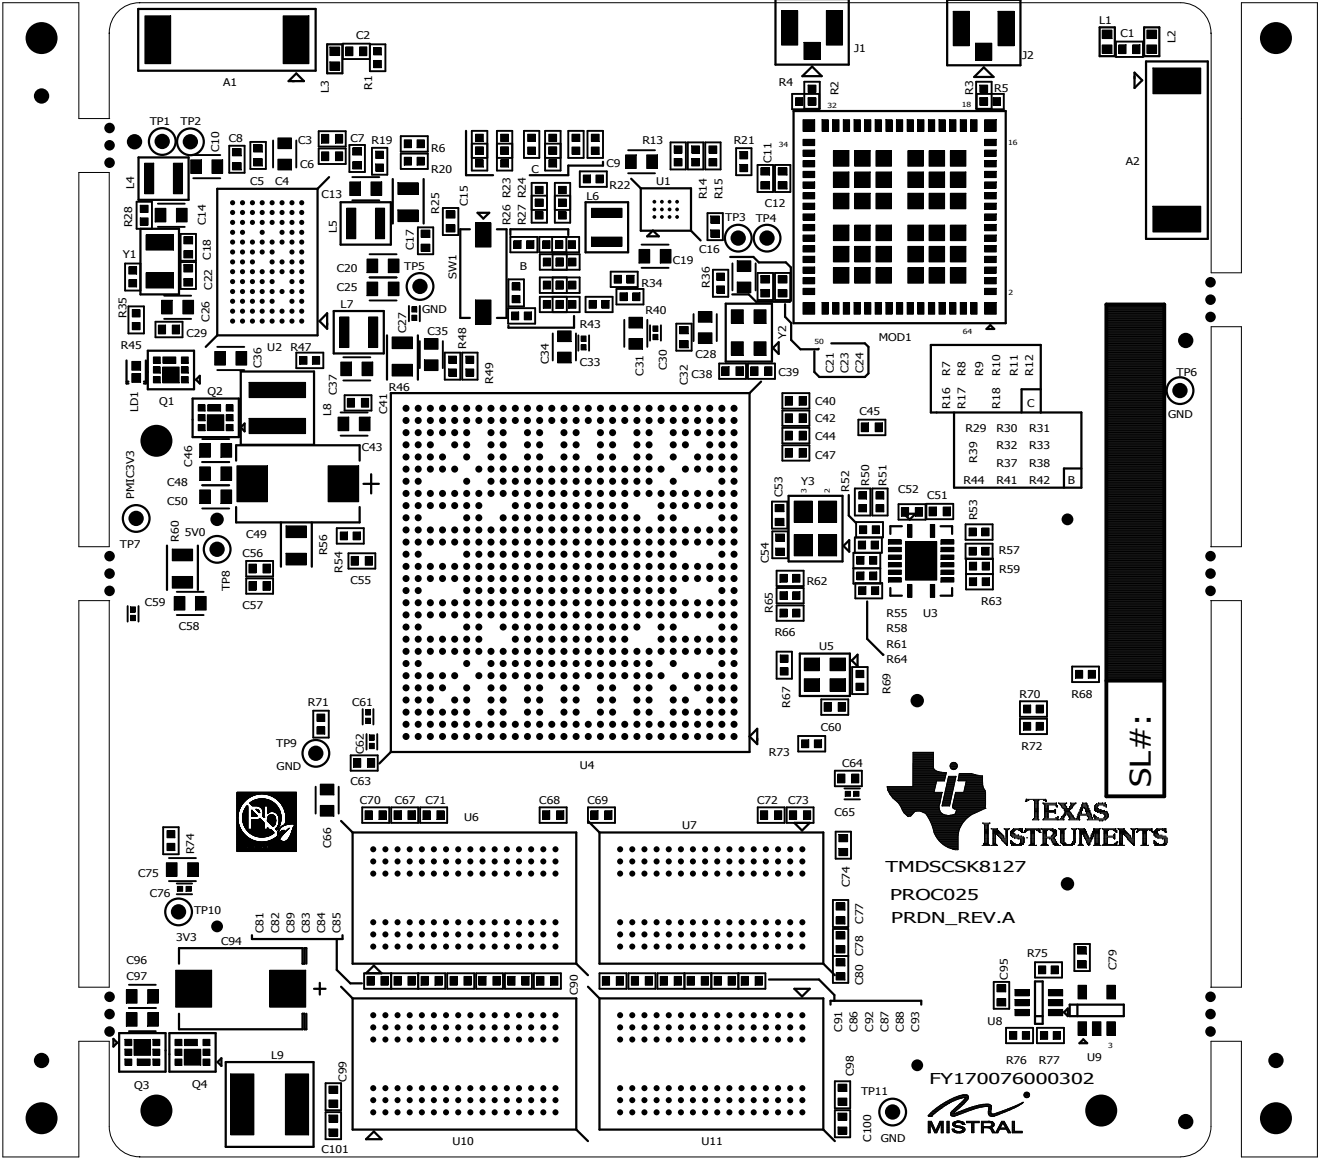 A1
L3
C2
R1
J1
J2
L1
C1
L2
R4
R2
32
R3
18
R5
A2
TP1
TP2
C10
C8
C3
C6
C7
R19
R6
R20
C
C9
R13
R14
R15
R21
C11
C12
34
16
L4
C5
C4
C13
R25
C15
R23
R24
R26
R27
R22
L6
U1
TP3
TP4
C16
R28
C14
L5
C17
Y1
C18
C22
C20
C25
TP5
GND
SW1
B
C19
R34
R36
2
64
MOD1
R35
C26
C29
U2
L7
C27
C35
R48
R49
R40
R43
C34
C33
C31
C30
C32
C28
C38
C39
Y2
50
C21
C23
C24
R45
LD1
Q1
Q2
C36
R47
C37
L8
C41
R46
C43
R7
R8
R9
R10
R11
R12
R16
R17
R18
C
TP6
GND
C40
C42
C44
C47
C45
R29
R30
R31
R39
R32
R33
R37
R38
R44
R41
R42
B
PMIC3V3
TP7
C46
C48
C50
+
R60
5V0
TP8
C49
R56
R54
C55
C56
C57
C59
C58
C53
C54
Y3
3
2
R52
R50
R51
C52
C51
R53
R57
R59
R63
U3
R62
R65
R66
R55
R58
R61
R64
U5
R67
R69
C60
R73
R68
R70
R72
SL#:
R71
TP9
GND
C61
C62
C63
U4
C64
C65
Pb
TEXAS
INSTRUMENTS
TMDSCSK8127
PROC025
PRDN_REV.A
C66
C70
C67
C71
U6
C68
C69
U7
C72
C73
C74
C77
C78
C80
R74
C75
C76
TP10
3V3
C81
C82
C89
C83
C84
C85
C94
+
C96
C97
C90
C91
C86
C92
C87
C88
C93
C95
R75
C79
U8
R76
R77
U9
3
Q3
Q4
L9
C99
C101
U10
U11
C98
C100
TP11
GND
FY170076000302
MISTRAL